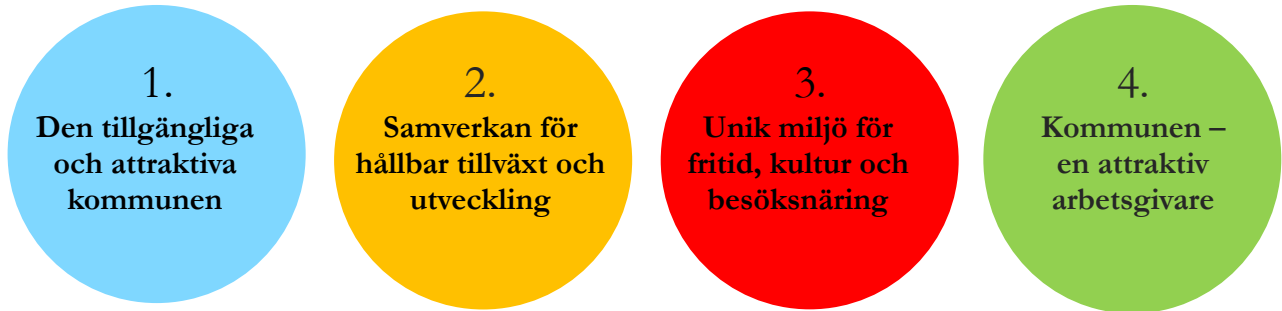 1.
Den tillgängliga
och attraktiva
kommunen
2.
Samverkan för
hållbar tillväxt och
utveckling
3.
Unik miljö för
fritid, kultur och
besöksnäring
4.
Kommunen –
en attraktiv
arbetsgivare